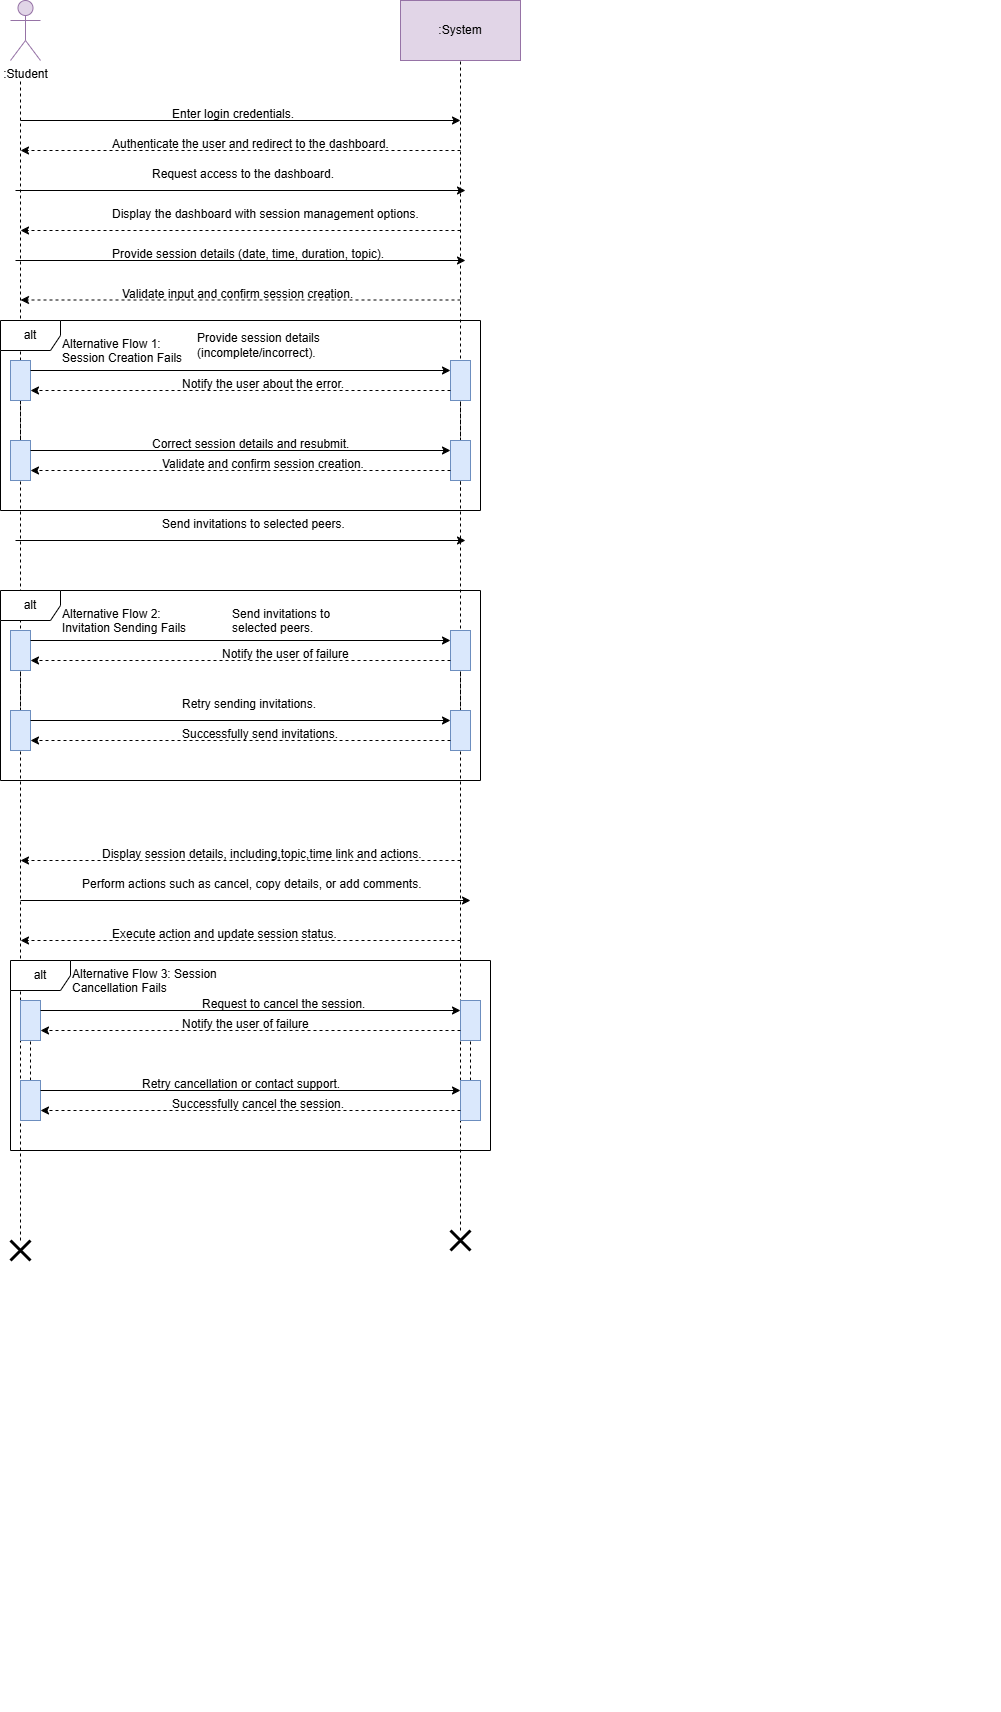 :System
:Student
Enter login credentials.
Authenticate the user and redirect to the dashboard.
Request access to the dashboard.
Display the dashboard with session management options.
Provide session details (date, time, duration, topic).
Validate input and confirm session creation.
alt
Alternative Flow 1:
Session Creation Fails
Provide session details
(incomplete/incorrect).
Notify the user about the error.
Correct session details and resubmit.
Validate and confirm session creation.
Send invitations to selected peers.
alt
Alternative Flow 2:
Invitation Sending Fails
Send invitations to
selected peers.
Notify the user of failure
Retry sending invitations.
Successfully send invitations.
Display session details, including,topic,time link and actions.
Perform actions such as cancel, copy details, or add comments.
Execute action and update session status.
alt
Alternative Flow 3: Session
Cancellation Fails
Request to cancel the session.
Notify the user of failure
Retry cancellation or contact support.
Successfully cancel the session.